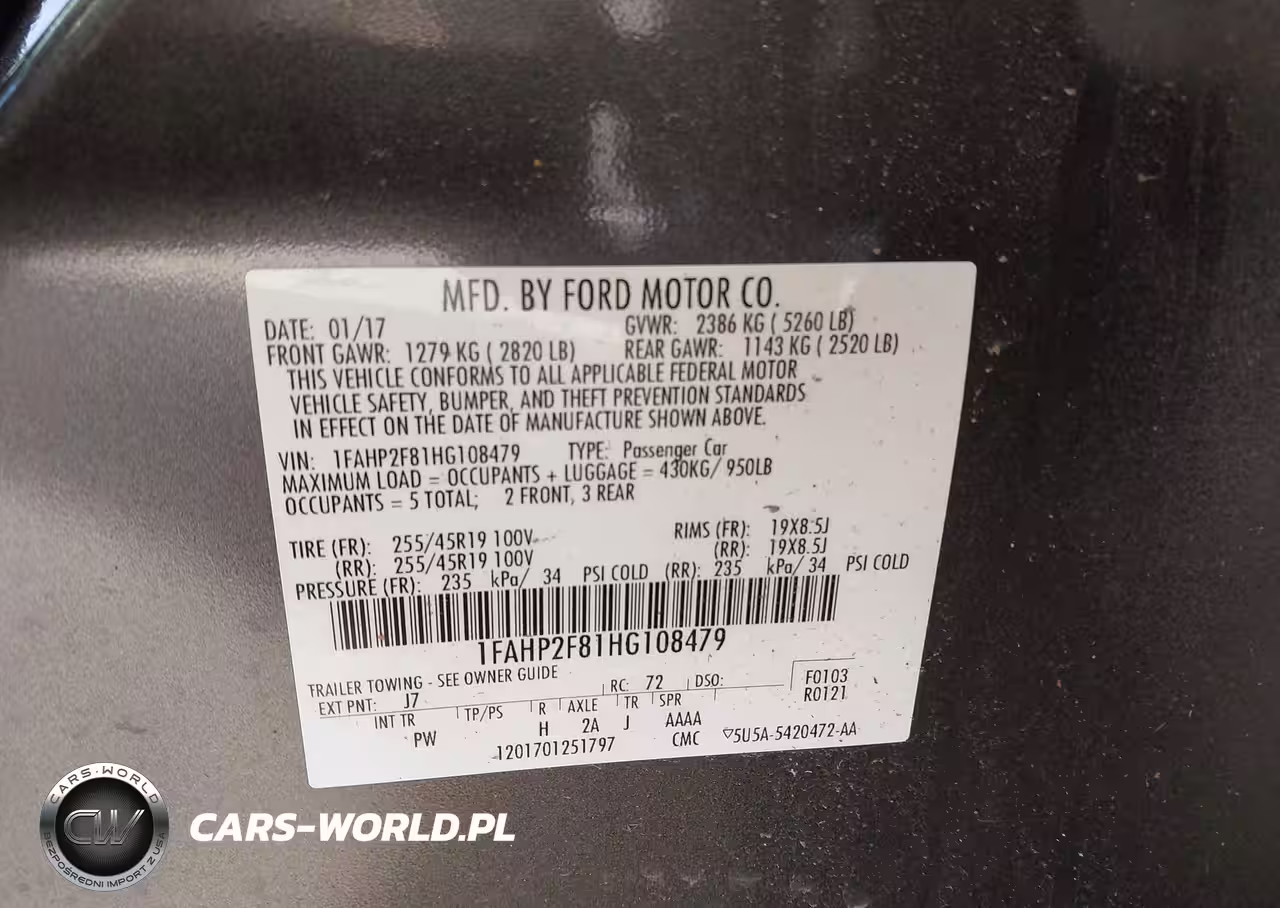 MFD. BY FORD MOTOR CO.
DATE: 01/17 GVWR: 2386 KG ( 5260 LB)
FRONT GAWR: 1279 KG ( 2820 LB) REAR GAWR: 1143 KG ( 2520 LB)
THIS VEHICLE CONFORMS TO ALL APPLICABLE FEDERAL MOTOR
VEHICLE SAFETY, BUMPER, AND THEFT PREVENTION STANDARDS
IN EFFECT ON THE DATE OF MANUFACTURE SHOWN ABOVE.
VIN: 1FAHP2F81HG108479 TYPE: Passenger Car
MAXIMUM LOAD = OCCUPANTS + LUGGAGE = 430KG/ 950LB
OCCUPANTS = 5 TOTAL; 2 FRONT, 3 REAR
TIRE (FR): 255/45R19 100V RIMS (FR): 19X8.5J
(RR): 255/45R19 100V (RR): 19X8.5J
PRESSURE (FR): 235 kPa/ 34 PSI COLD (RR): 235 kPa/ 34 PSI COLD
1FAHP2F81HG108479
TRAILER TOWING - SEE OWNER GUIDE
EXT PNT: J7 RC: 72 DSO: F0103
R0121
INT TR TP/PS R AXLE TR SPR
PW H 2A J AAAA
1201701251797 CMC ▽5U5A-5420472-AA
CARS-WORLD
CW
BEZPOŚREDNI IMPORT Z USA
CARS-WORLD.PL